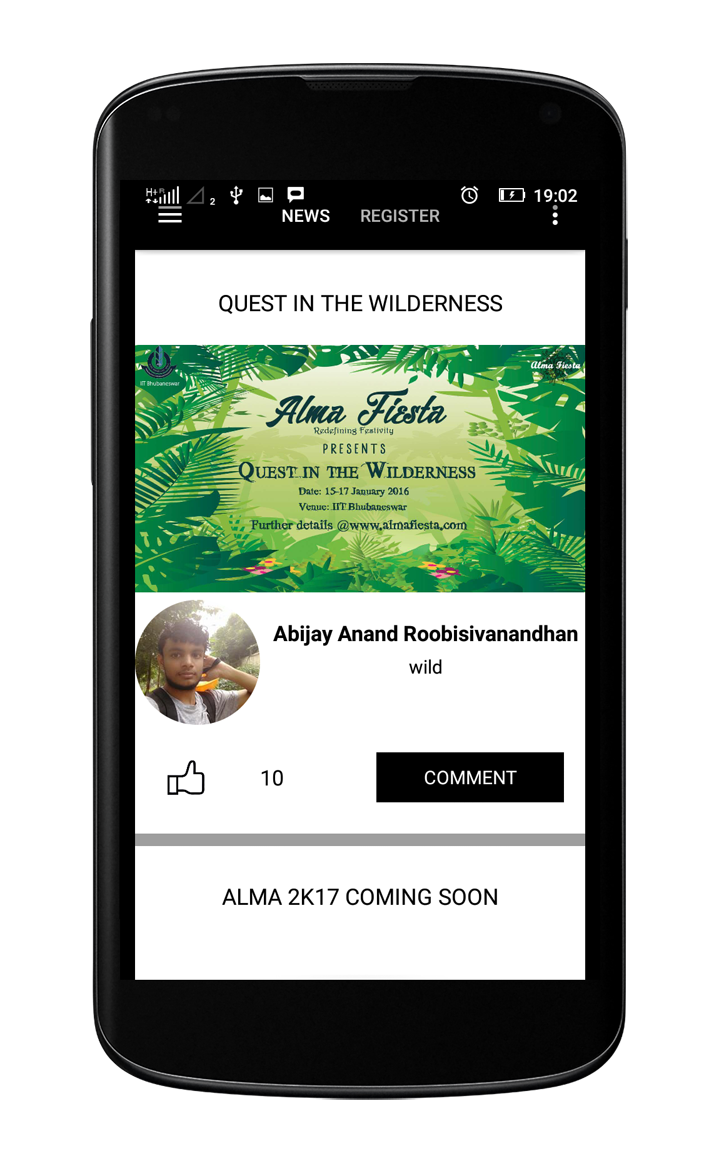 H+ R 2 19:02
NEWS REGISTER
QUEST IN THE WILDERNESS
IIT Bhubaneswar
Alma Fiesta
Alma Fiesta
Redefining Festivity
PRESENTS
QUEST IN THE WILDERNESS
Date: 15-17 January 2016
Venue: IIT Bhubaneswar
Further details @www.almafiesta.com
Abijay Anand Roobisivanandhan
wild
10 COMMENT
ALMA 2K17 COMING SOON